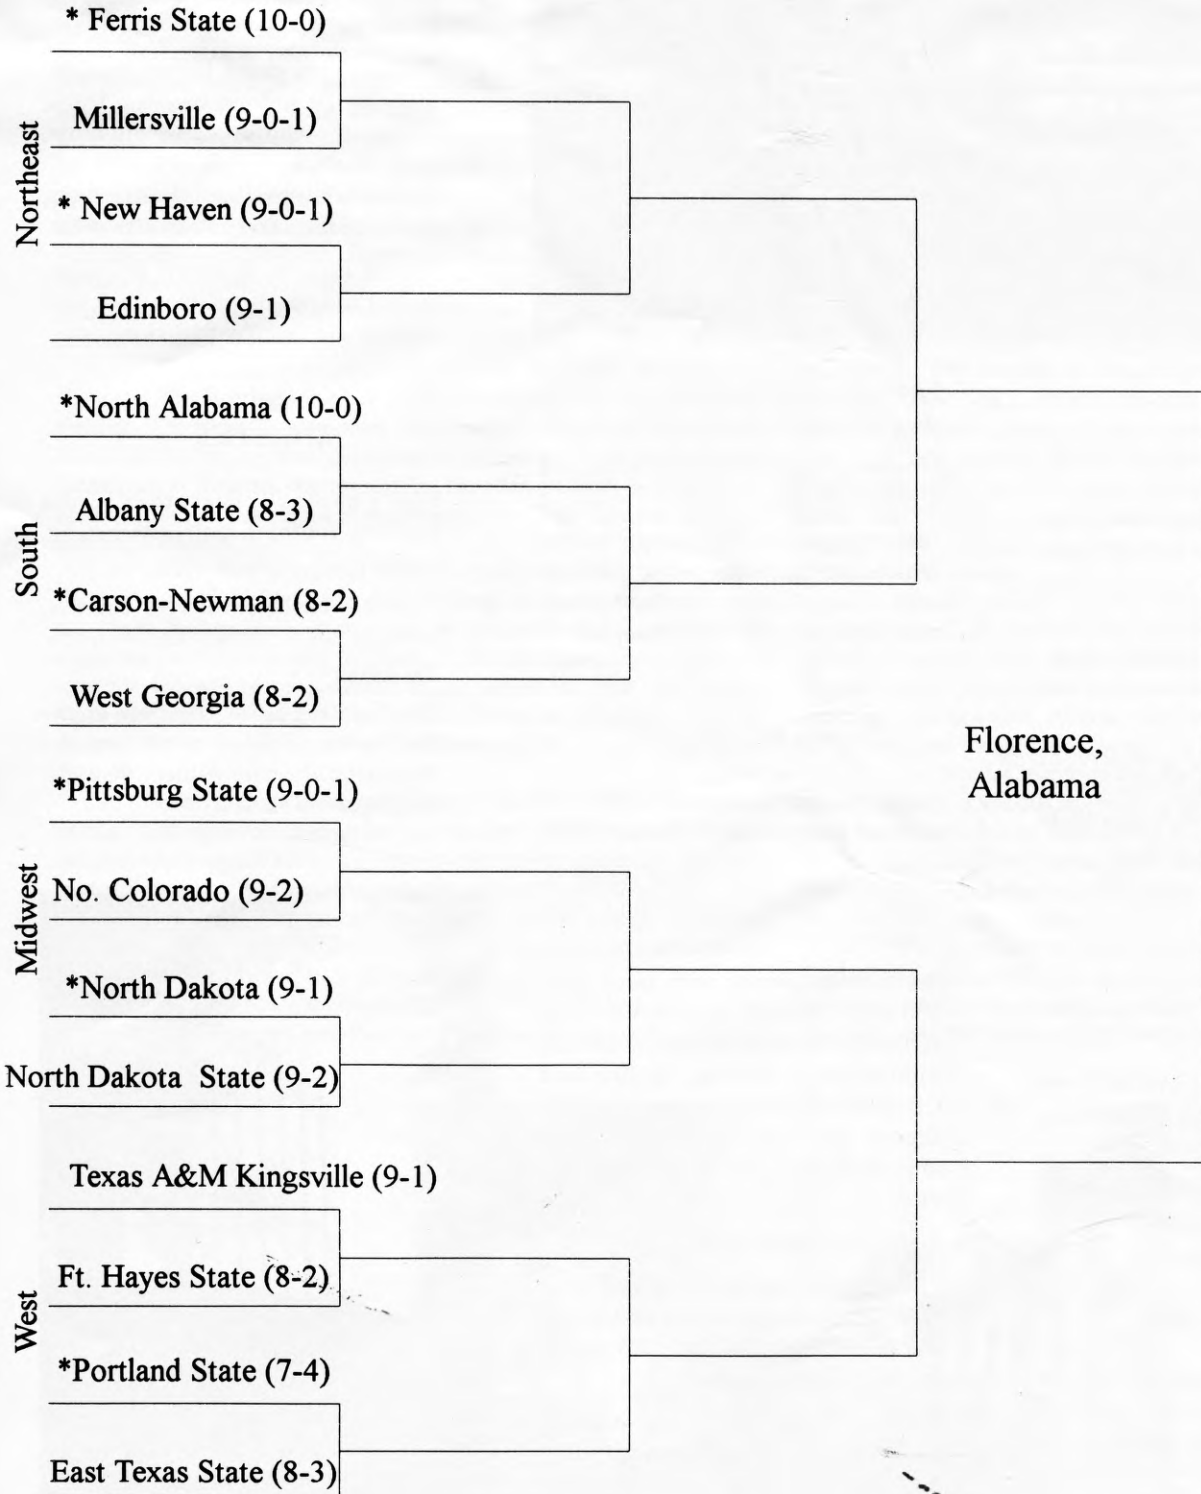 * Ferris State (10-0)
Millersville (9-0-1)
Northeast
* New Haven (9-0-1)
Edinboro (9-1)
*North Alabama (10-0)
Albany State (8-3)
South
*Carson-Newman (8-2)
West Georgia (8-2)
Florence,
Alabama
*Pittsburg State (9-0-1)
No. Colorado (9-2)
Midwest
*North Dakota (9-1)
North Dakota State (9-2)
Texas A&M Kingsville (9-1)
Ft. Hayes State (8-2)
West
*Portland State (7-4)
East Texas State (8-3)